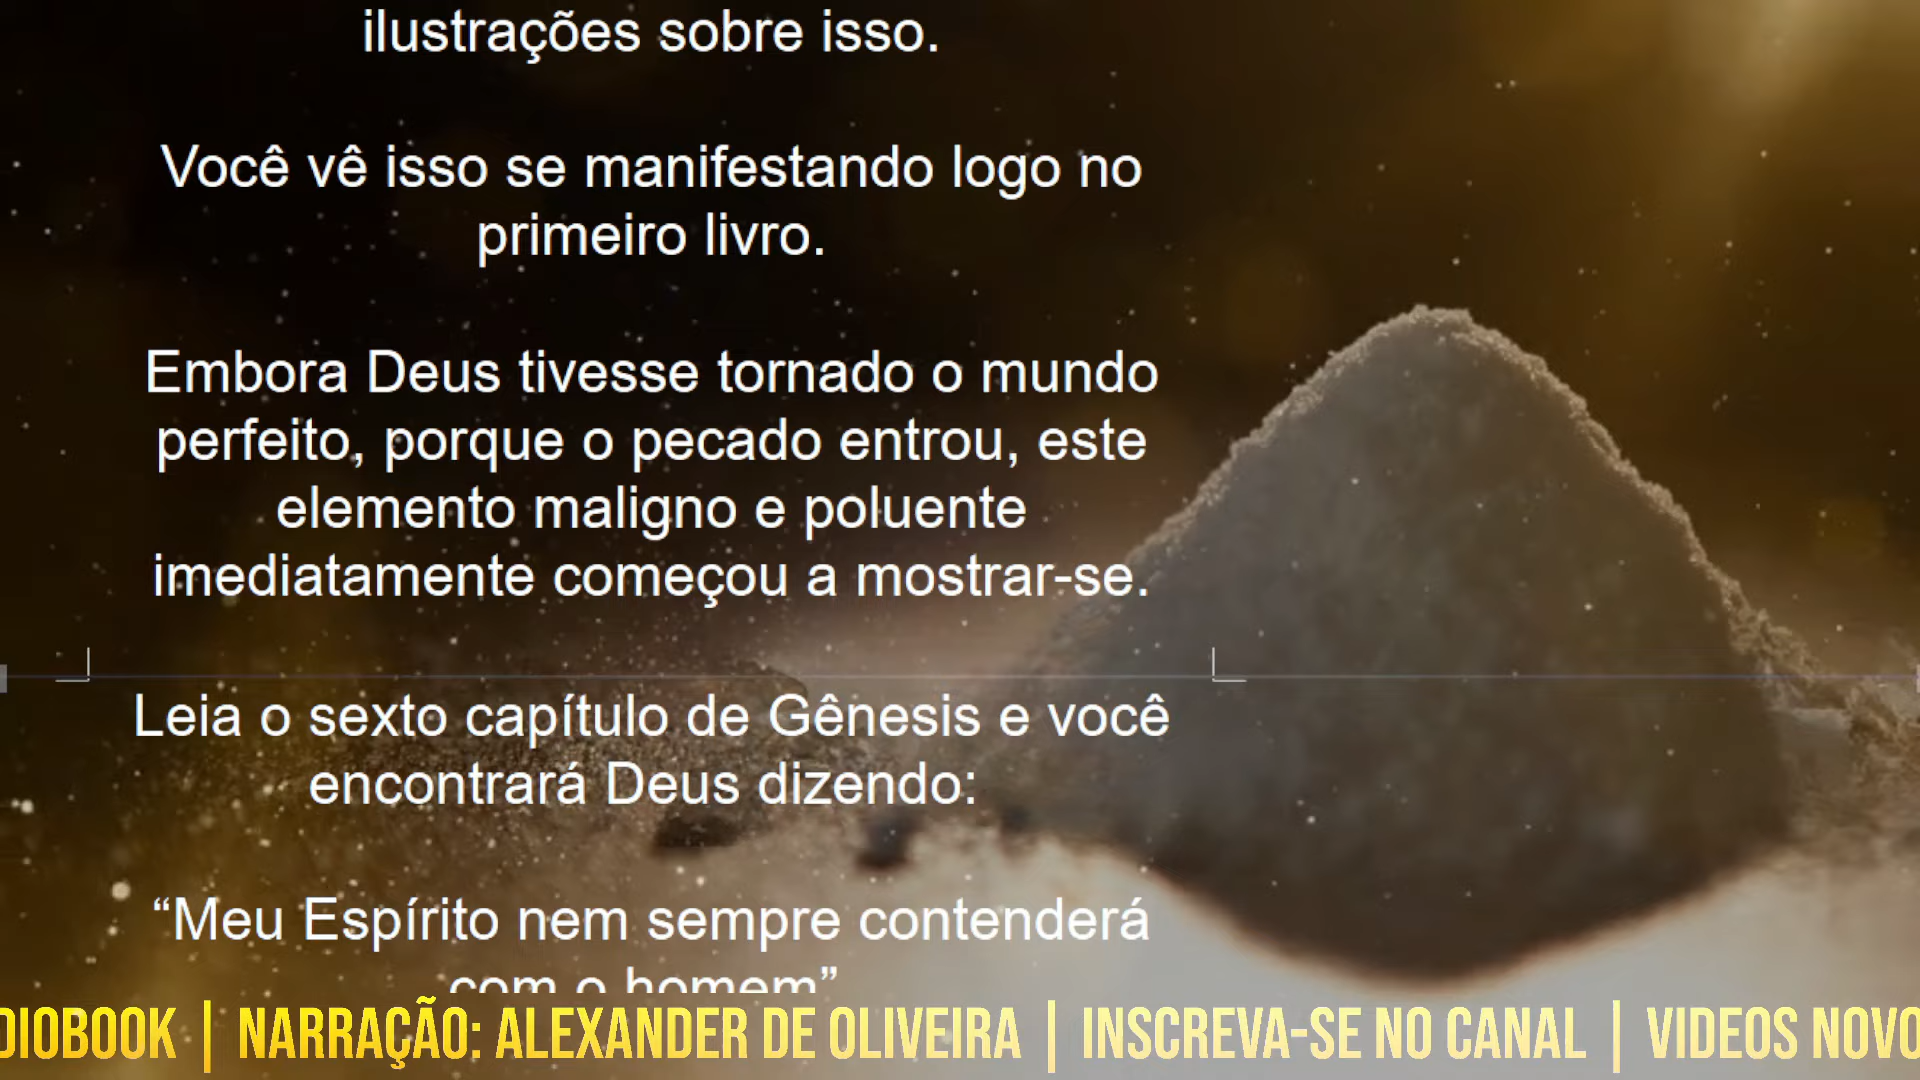 ilustrações sobre isso.
Você vê isso se manifestando logo no
primeiro livro.
Embora Deus tivesse tornado o mundo
perfeito, porque o pecado entrou, este
elemento maligno e poluente
imediatamente começou a mostrar-se.
Leia o sexto capítulo de Gênesis e você
encontrará Deus dizendo:
“Meu Espírito nem sempre contenderá
com o homem”
DIOBOOK | NARRAÇÃO: ALEXANDER DE OLIVEIRA | INSCREVA-SE NO CANAL | VIDEOS NOVO